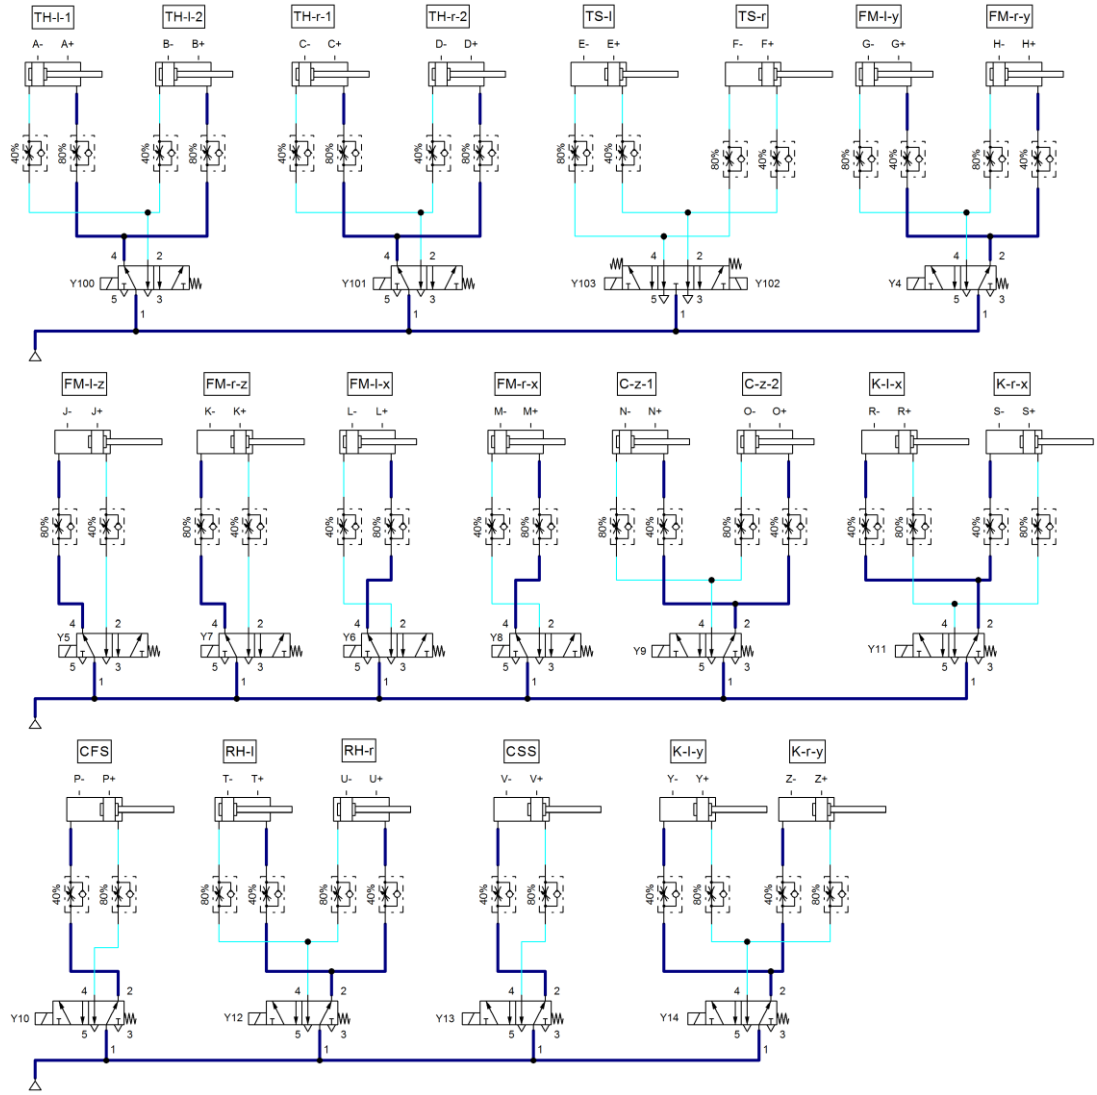 TH-l-1 TH-l-2 TH-r-1 TH-r-2 TS-l TS-r FM-l-y FM-r-y
A- A+ B- B+ C- C+ D- D+ E- E+ F- F+ G- G+ H- H+
40% 80% 40% 80% 40% 80% 40% 80% 80% 40% 80% 40% 80% 40% 80% 40%
4 2 4 2 4 2 4 2
Y100 Y101 Y103 Y102 Y4
5 3 5 3 5 3 5 3
1 1 1 1
FM-l-z FM-r-z FM-l-x FM-r-x C-z-1 C-z-2 K-l-x K-r-x
J- J+ K- K+ L- L+ M- M+ N- N+ O- O+ R- R+ S- S+
80% 40% 80% 40% 40% 80% 40% 80% 80% 40% 80% 40% 40% 80% 40% 80%
4 2 4 2 4 2 4 2 4 2 4 2
Y5 Y7 Y6 Y8 Y9 Y11
5 3 5 3 5 3 5 3 5 3 5 3
1 1 1 1 1 1
CFS RH-l RH-r CSS K-l-y K-r-y
P- P+ T- T+ U- U+ V- V+ Y- Y+ Z- Z+
40% 80% 80% 40% 80% 40% 40% 80% 40% 80% 40% 80%
4 2 4 2 4 2 4 2
Y10 Y12 Y13 Y14
5 3 5 3 5 3 5 3
1 1 1 1